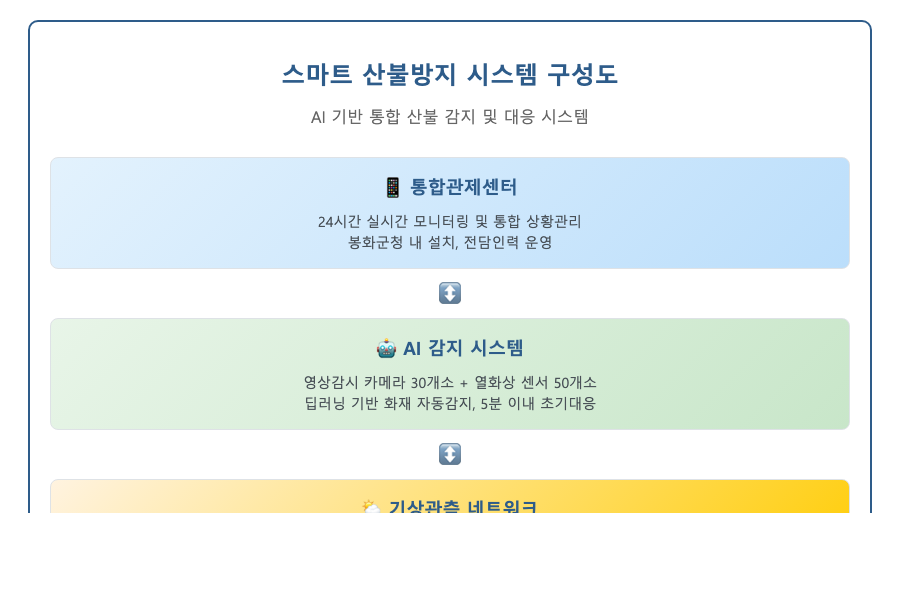 스마트 산불방지 시스템 구성도
AI 기반 통합 산불 감지 및 대응 시스템
📱 통합관제센터
24시간 실시간 모니터링 및 통합 상황관리
봉화군청 내 설치, 전담인력 운영
↕️
🤖 AI 감지 시스템
영상감시 카메라 30개소 + 열화상 센서 50개소
딥러닝 기반 화재 자동감지, 5분 이내 초기대응
↕️
🌤️ 기상관측 네트워크